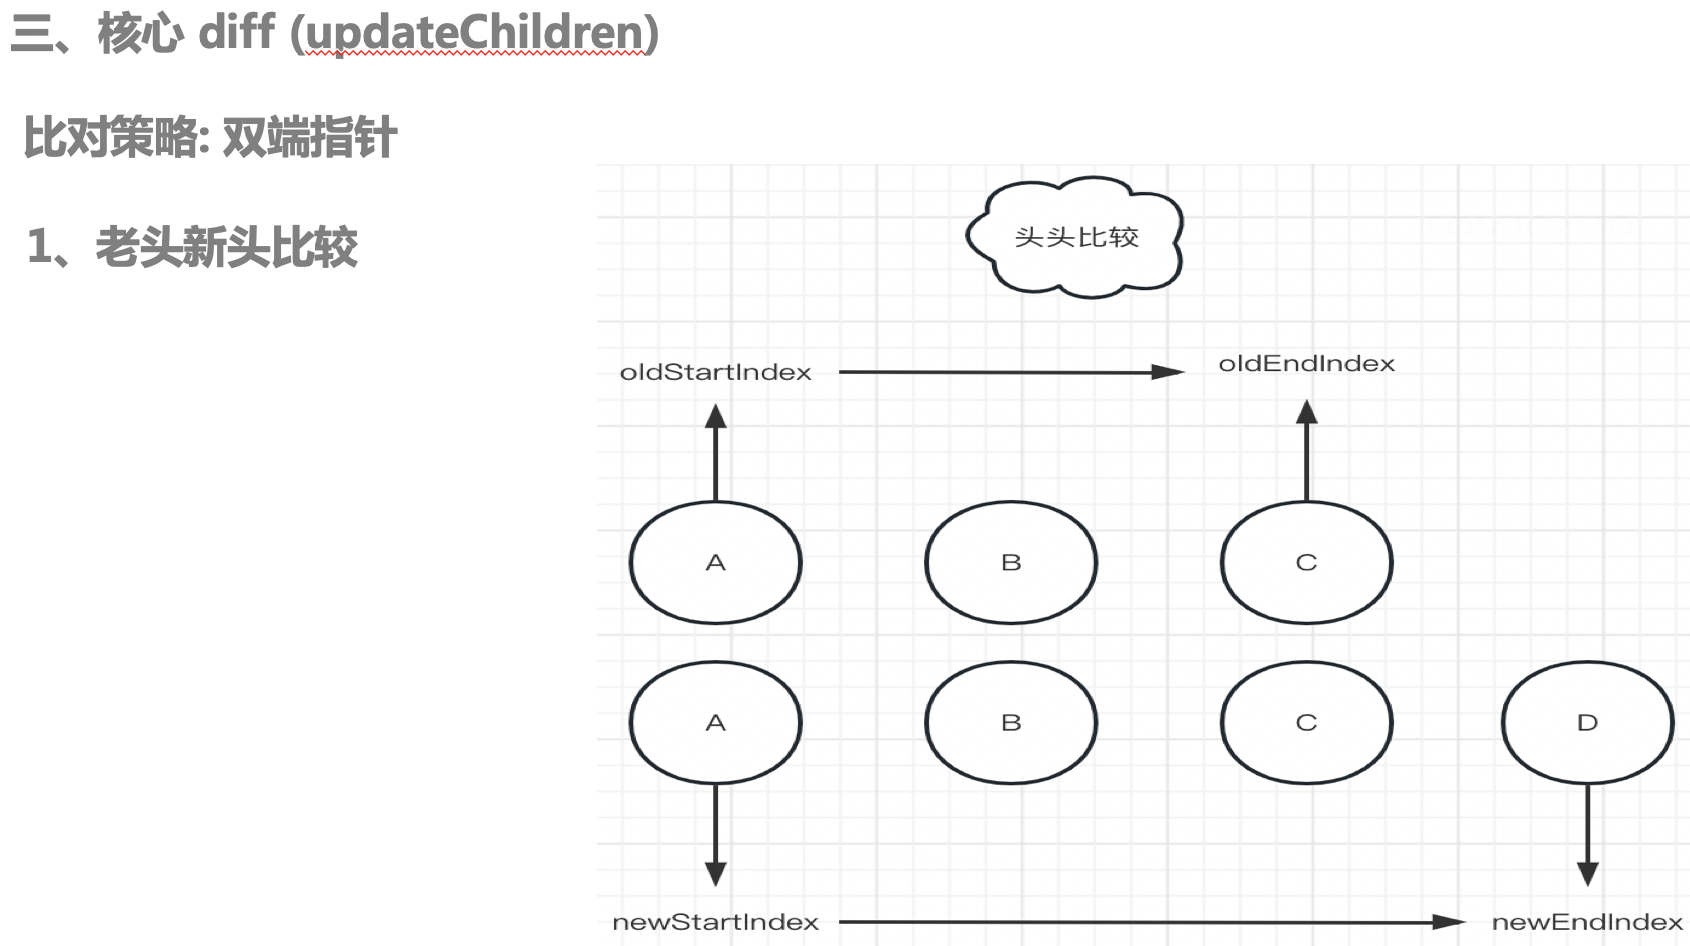 三、核心 diff (updateChildren)
比对策略: 双端指针
1、老头新头比较
头头比较
oldStartIndex
oldEndIndex
A
B
C
A
B
C
D
newStartIndex
newEndIndex